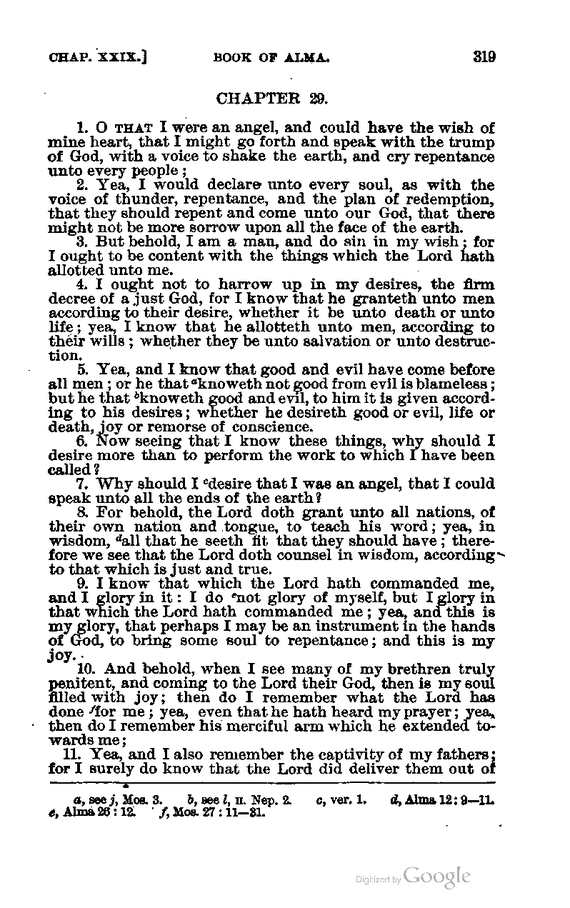 CHAP. XXIX.] BOOK OF ALMA. 319
CHAPTER 29.
1. O THAT I were an angel, and could have the wish of
mine heart, that I might go forth and speak with the trump
of God, with a voice to shake the earth, and cry repentance
unto every people;
2. Yea, I would declare unto every soul, as with the
voice of thunder, repentance, and the plan of redemption,
that they should repent and come unto our God, that there
might not be more sorrow upon all the face of the earth.
3. But behold, I am a man, and do sin in my wish; for
I ought to be content with the things which the Lord hath
allotted unto me.
4. I ought not to harrow up in my desires, the firm
decree of a just God, for I know that he granteth unto men
according to their desire, whether it be unto death or unto
life; yea, I know that he allotteth unto men, according to
their wills; whether they be unto salvation or unto destruc-
tion.
5. Yea, and I know that good and evil have come before
all men; or he that aknoweth not good from evil is blameless;
but he that bknoweth good and evil, to him it is given accord-
ing to his desires; whether he desireth good or evil, life or
death, joy or remorse of conscience.
6. Now seeing that I know these things, why should I
desire more than to perform the work to which I have been
called?
7. Why should I cdesire that I was an angel, that I could
speak unto all the ends of the earth?
8. For behold, the Lord doth grant unto all nations, of
their own nation and tongue, to teach his word; yea, in
wisdom, dall that he seeth fit that they should have; there-
fore we see that the Lord doth counsel in wisdom, according
to that which is just and true.
9. I know that which the Lord hath commanded me,
and I glory in it: I do enot glory of myself, but I glory in
that which the Lord hath commanded me; yea, and this is
my glory, that perhaps I may be an instrument in the hands
of God, to bring some soul to repentance; and this is my
joy.
10. And behold, when I see many of my brethren truly
penitent, and coming to the Lord their God, then is my soul
filled with joy; then do I remember what the Lord has
done ffor me; yea, even that he hath heard my prayer; yea,
then do I remember his merciful arm which he extended to-
wards me;
11. Yea, and I also remember the captivity of my fathers;
for I surely do know that the Lord did deliver them out of
a, see j, Mos. 3. b, see l, II. Nep. 2. c, ver. 1. d, Alma 12:9—11.
e, Alma 26:12. f, Mos. 27:11—31.
Digitized by Google